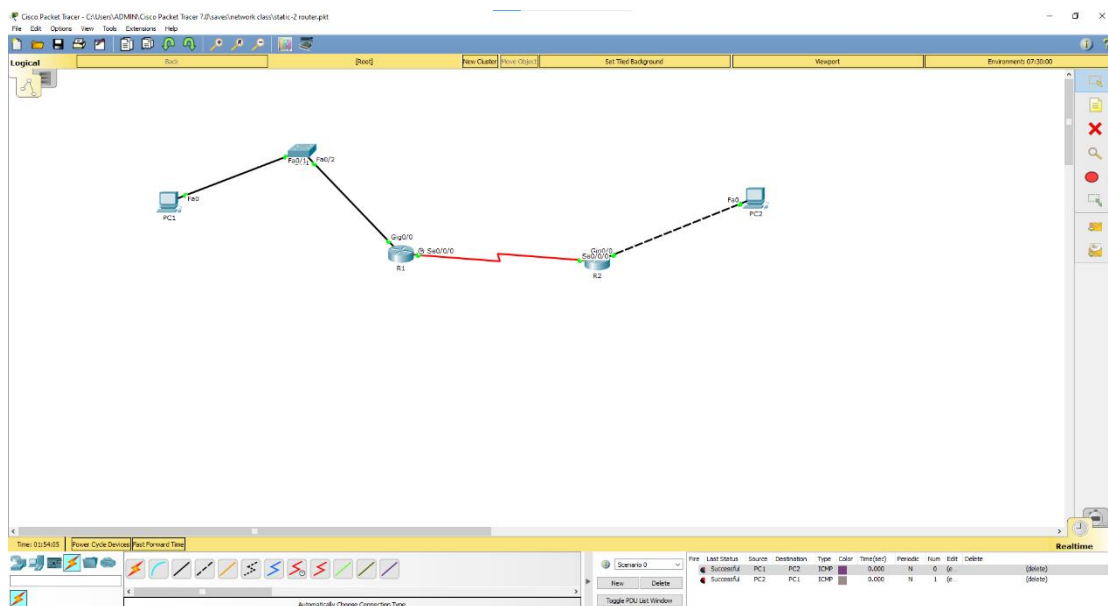 Cisco Packet Tracer - C:\Users\ADMIN\Cisco Packet Tracer 7.0\saves\network class\static-2 router.pkt
File Edit Options View Tools Extensions Help
Logical Back [Root] New Cluster Move Object Set Tiled Background Viewport Environment: 07:30:00
Fa0/1 Fa0/2
Fa0
PC1
Fa0
PC2
Gig0/0
Se0/0/0
R1
Gig0/0
Se0/0/0
R2
Time: 01:54:05 Power Cycle Devices Fast Forward Time Realtime
Scenario 0
New Delete
Toggle PDU List Window
Fire Last Status Source Destination Type Color Time(sec) Periodic Num Edit Delete
Successful PC1 PC2 ICMP 0.000 N 0 (e... (delete)
Successful PC2 PC1 ICMP 0.000 N 1 (e... (delete)
Automatically Choose Connection Type